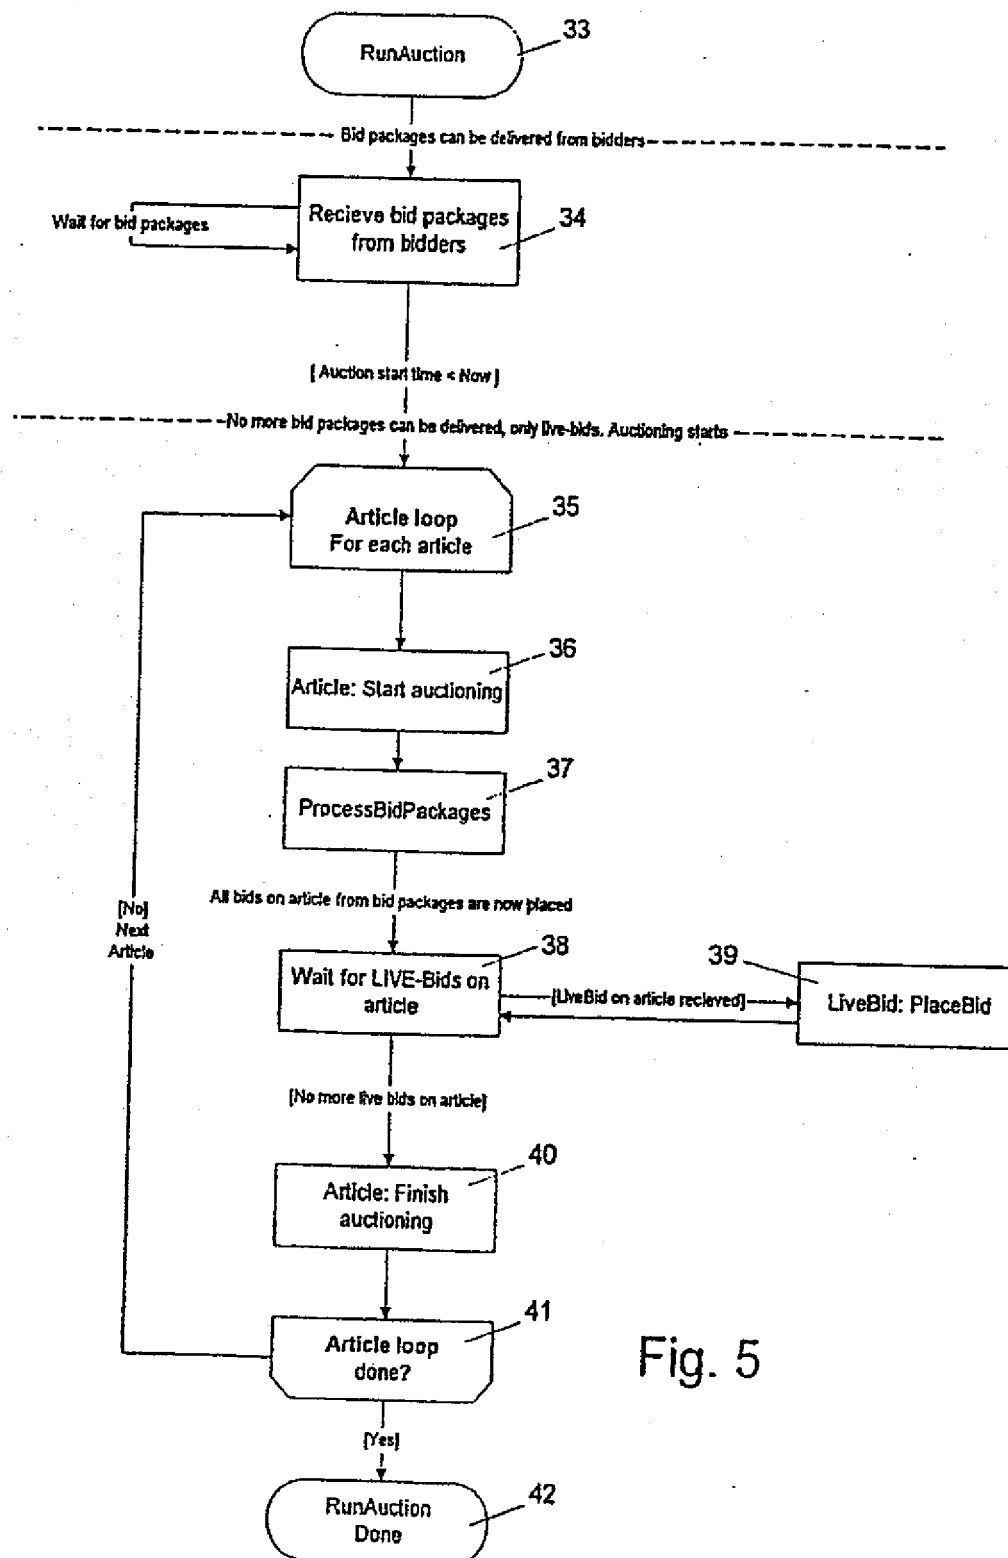 33
RunAuction
Bid packages can be delivered from bidders
Wait for bid packages
Recieve bid packages
from bidders
34
[ Auction start time < Now ]
No more bid packages can be delivered, only live-bids. Auctioning starts
Article loop
For each article
35
36
Article: Start auctioning
37
ProcessBidPackages
All bids on article from bid packages are now placed
[No]
Next
Article
38
Wait for LIVE-Bids on
article
[LiveBid on article recieved]
39
LiveBid: PlaceBid
[No more live bids on article]
40
Article: Finish
auctioning
41
Article loop
done?
Fig. 5
[Yes]
RunAuction
Done
42